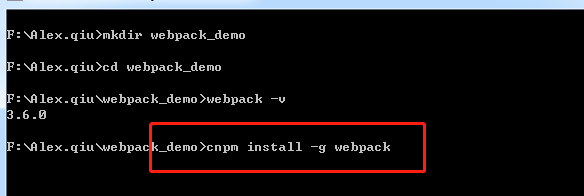 F:\Alex.qiu>mkdir webpack_demo
F:\Alex.qiu>cd webpack_demo
F:\Alex.qiu\webpack_demo>webpack -v
3.6.0
F:\Alex.qiu\webpack_demo>cnpm install -g webpack